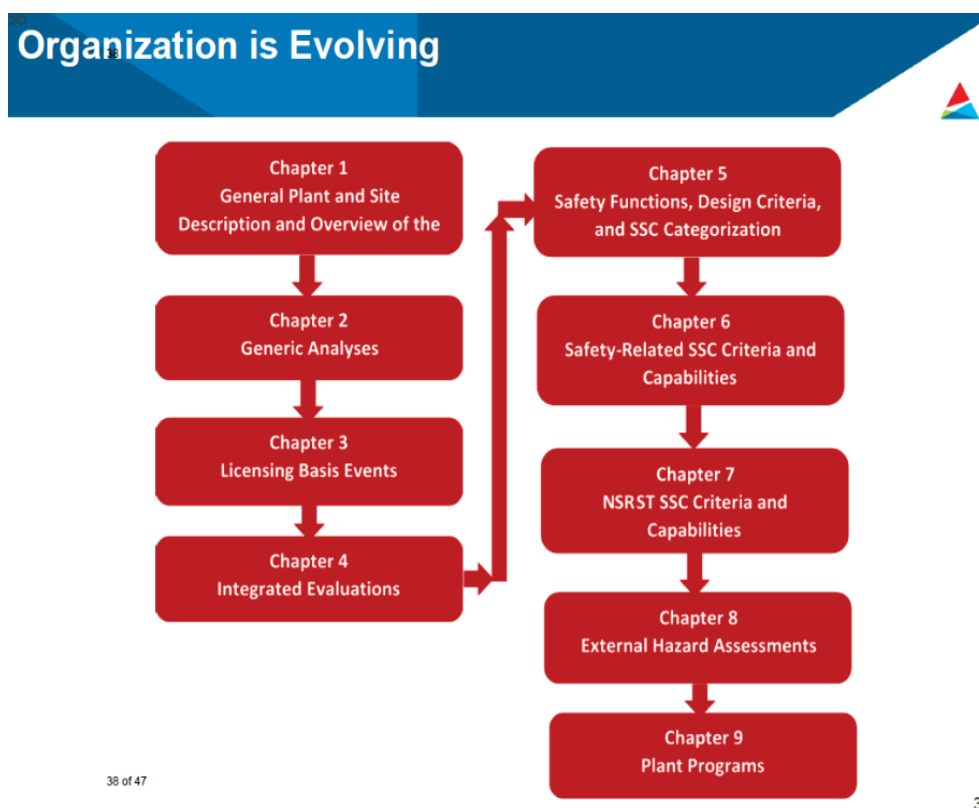 Organization is Evolving
38
Chapter 1
General Plant and Site
Description and Overview of the
Chapter 2
Generic Analyses
Chapter 3
Licensing Basis Events
Chapter 4
Integrated Evaluations
Chapter 5
Safety Functions, Design Criteria,
and SSC Categorization
Chapter 6
Safety-Related SSC Criteria and
Capabilities
Chapter 7
NSRST SSC Criteria and
Capabilities
Chapter 8
External Hazard Assessments
Chapter 9
Plant Programs
38 of 47